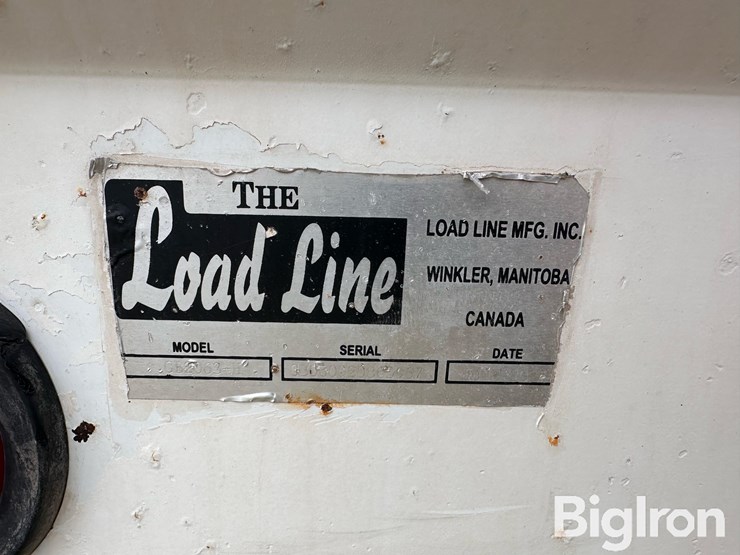 THE
Load Line
LOAD LINE MFG. INC.
WINKLER, MANITOBA
CANADA
MODEL
SERIAL
DATE
BigIron